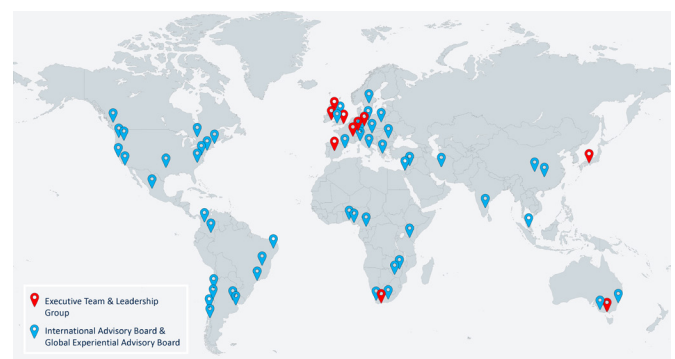 Executive Team & Leadership
Group
International Advisory Board &
Global Experiential Advisory Board